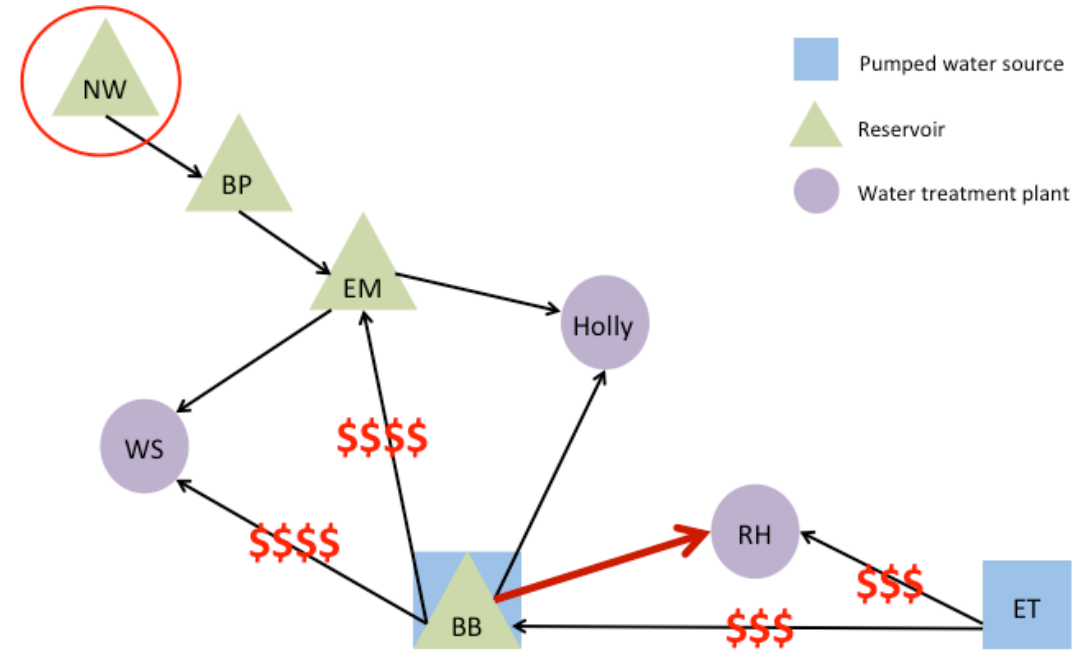 NW
Pumped water source
Reservoir
BP
Water treatment plant
EM
Holly
$$$$
WS
$$$$
RH
$$$
ET
BB
$$$